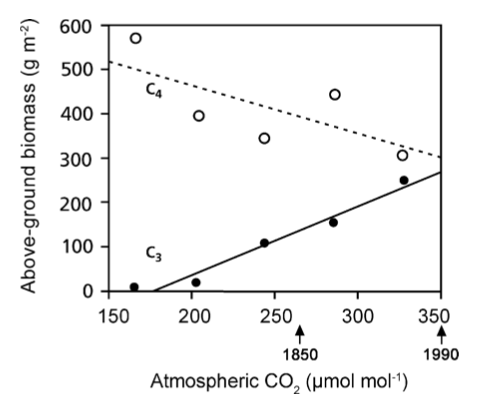 Above-ground biomass (g m⁻²)
600
500
400
300
200
100
0
C₄
C₃
150 200 250 300 350
1850 1990
Atmospheric CO₂ (μmol mol⁻¹)